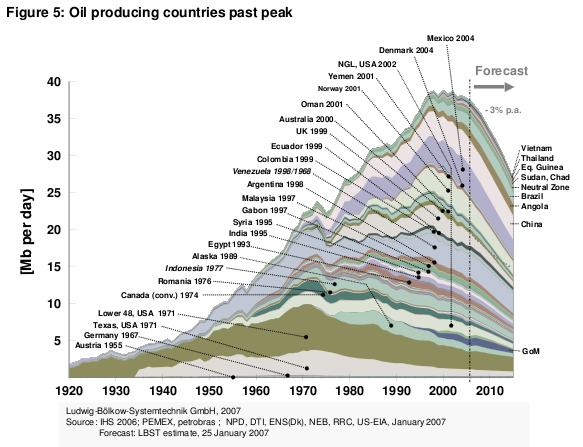 Figure 5: Oil producing countries past peak
Mexico 2004
Denmark 2004
NGL, USA 2002
Yemen 2001
Norway 2001
Oman 2001
Australia 2000
UK 1999
Ecuador 1999
Colombia 1999
Venezuela 1998/1968
Argentina 1998
Malaysia 1997
Gabon 1997
Syria 1995
India 1995
Egypt 1993
Alaska 1989
Indonesia 1977
Romania 1976
Canada (conv.) 1974
Lower 48, USA 1971
Texas, USA 1971
Germany 1967
Austria 1955
Forecast
- 3% p.a.
Vietnam
Thailand
Eq. Guinea
Sudan, Chad
Neutral Zone
Brazil
Angola
China
GoM
[Mb per day]
40
35
30
25
20
15
10
5
1920 1930 1940 1950 1960 1970 1980 1990 2000 2010
Ludwig-Bölkow-Systemtechnik GmbH, 2007
Source: IHS 2006; PEMEX, petrobras ; NPD, DTI, ENS(Dk), NEB, RRC, US-EIA, January 2007
Forecast: LBST estimate, 25 January 2007